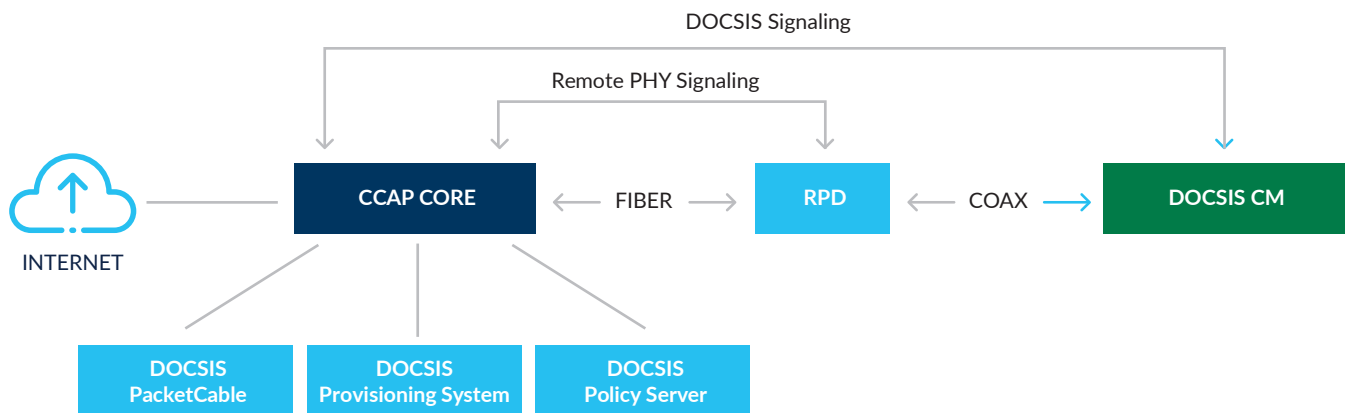 DOCSIS Signaling
Remote PHY Signaling
CCAP CORE
FIBER
RPD
COAX
DOCSIS CM
INTERNET
DOCSIS
PacketCable
DOCSIS
Provisioning System
DOCSIS
Policy Server